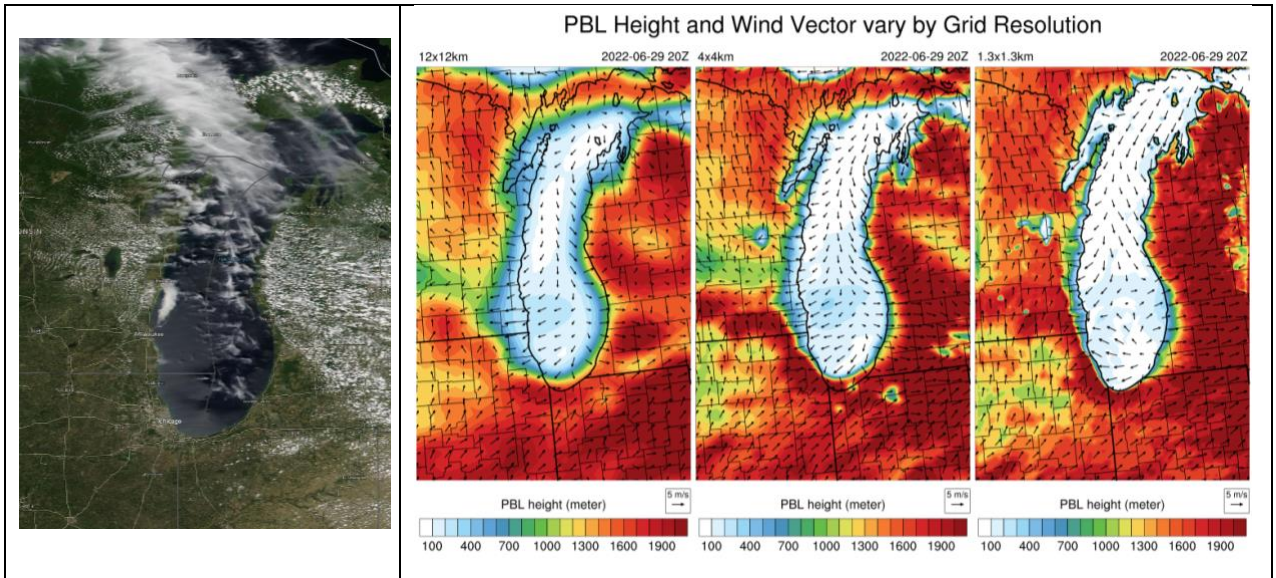 PBL Height and Wind Vector vary by Grid Resolution
12x12km 2022-06-29 20Z
4x4km 2022-06-29 20Z
1.3x1.3km 2022-06-29 20Z
ONSIN
Milwaukee
Chicago
PBL height (meter) 5 m/s
100 400 700 1000 1300 1600 1900
PBL height (meter) 5 m/s
100 400 700 1000 1300 1600 1900
PBL height (meter) 5 m/s
100 400 700 1000 1300 1600 1900